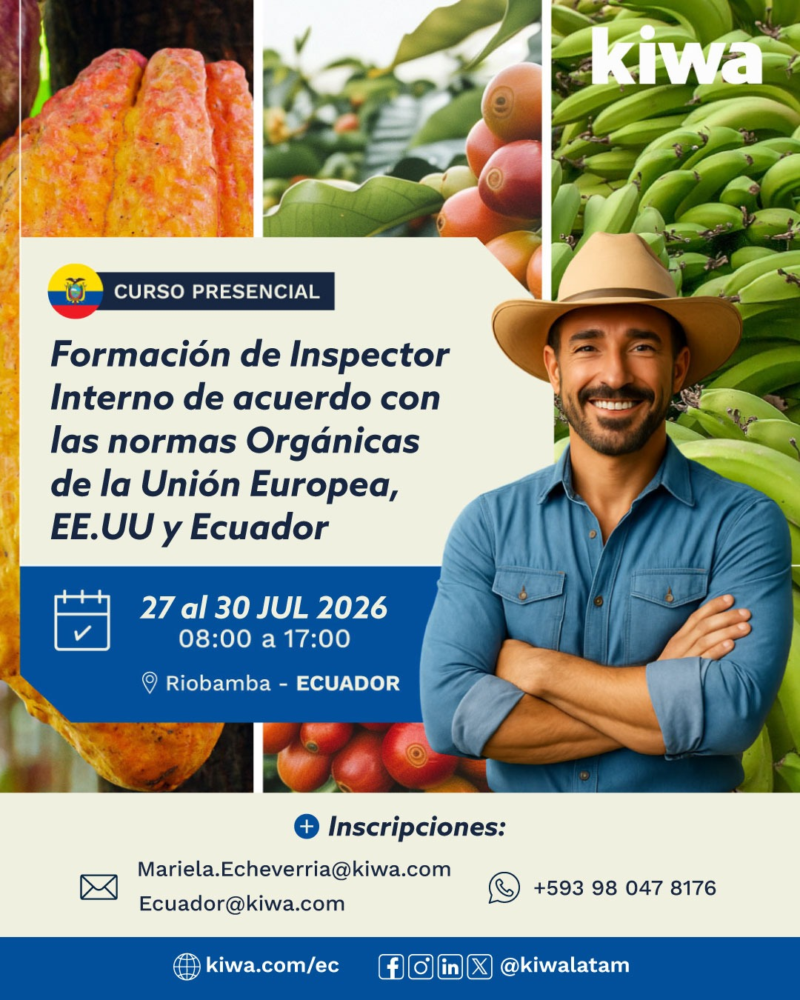 kiwa
CURSO PRESENCIAL
Formación de Inspector
Interno de acuerdo con
las normas Orgánicas
de la Unión Europea,
EE.UU y Ecuador
27 al 30 JUL 2026
08:00 a 17:00
Riobamba - ECUADOR
Inscripciones:
Mariela.Echeverria@kiwa.com
Ecuador@kiwa.com
+593 98 047 8176
kiwa.com/ec
@kiwalatam